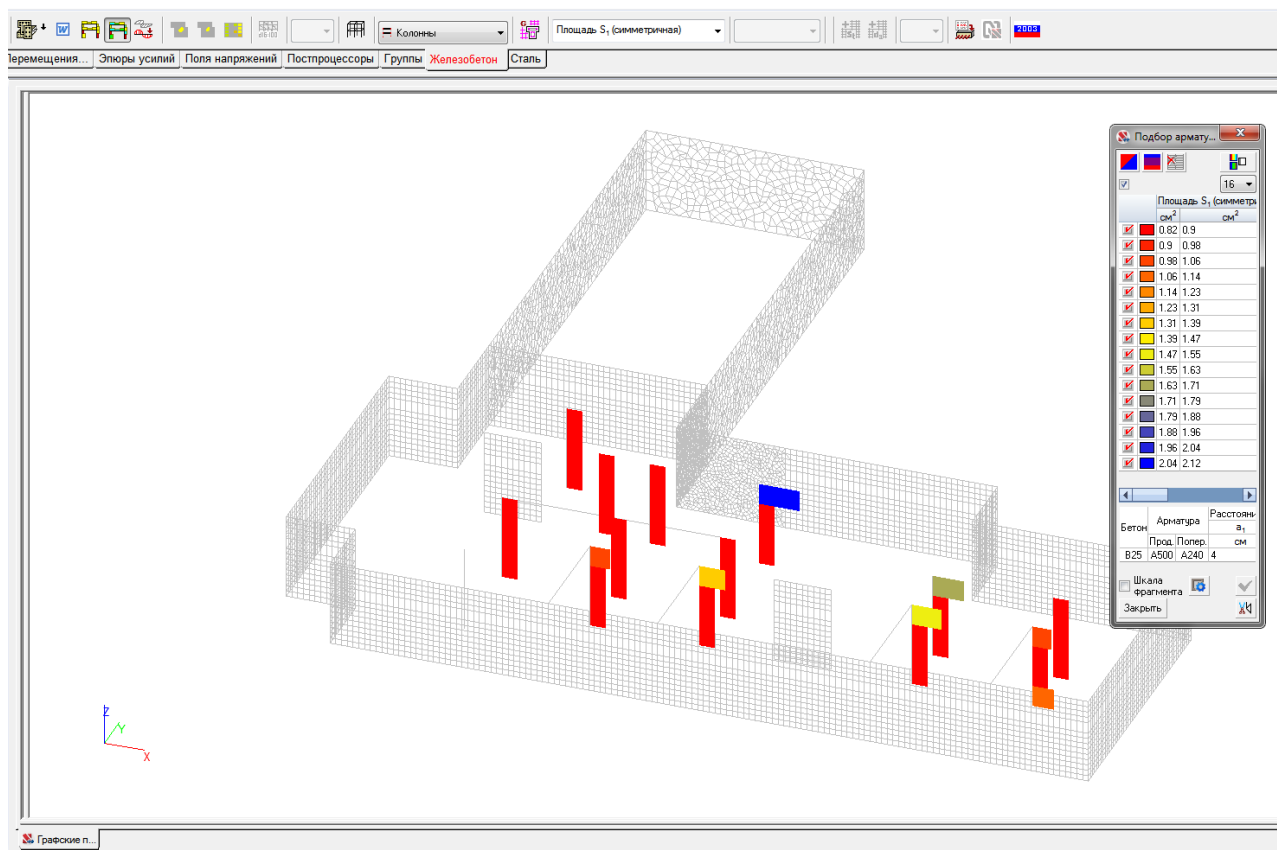 W
Колонны
Площадь S₁ (симметричная)
2003
Перемещения... Эпюры усилий Поля напряжений Постпроцессоры Группы Железобетон Сталь
Подбор армату...
16
Площадь S₁ (симметри
см² см²
0.82 0.9
0.9 0.98
0.98 1.06
1.06 1.14
1.14 1.23
1.23 1.31
1.31 1.39
1.39 1.47
1.47 1.55
1.55 1.63
1.63 1.71
1.71 1.79
1.79 1.88
1.88 1.96
1.96 2.04
2.04 2.12
Бетон Арматура Расстояни
a₁
Прод. Попер. см
B25 A500 A240 4
Шкала
фрагмента
Закрыть
Z
Y
X
Графские п...